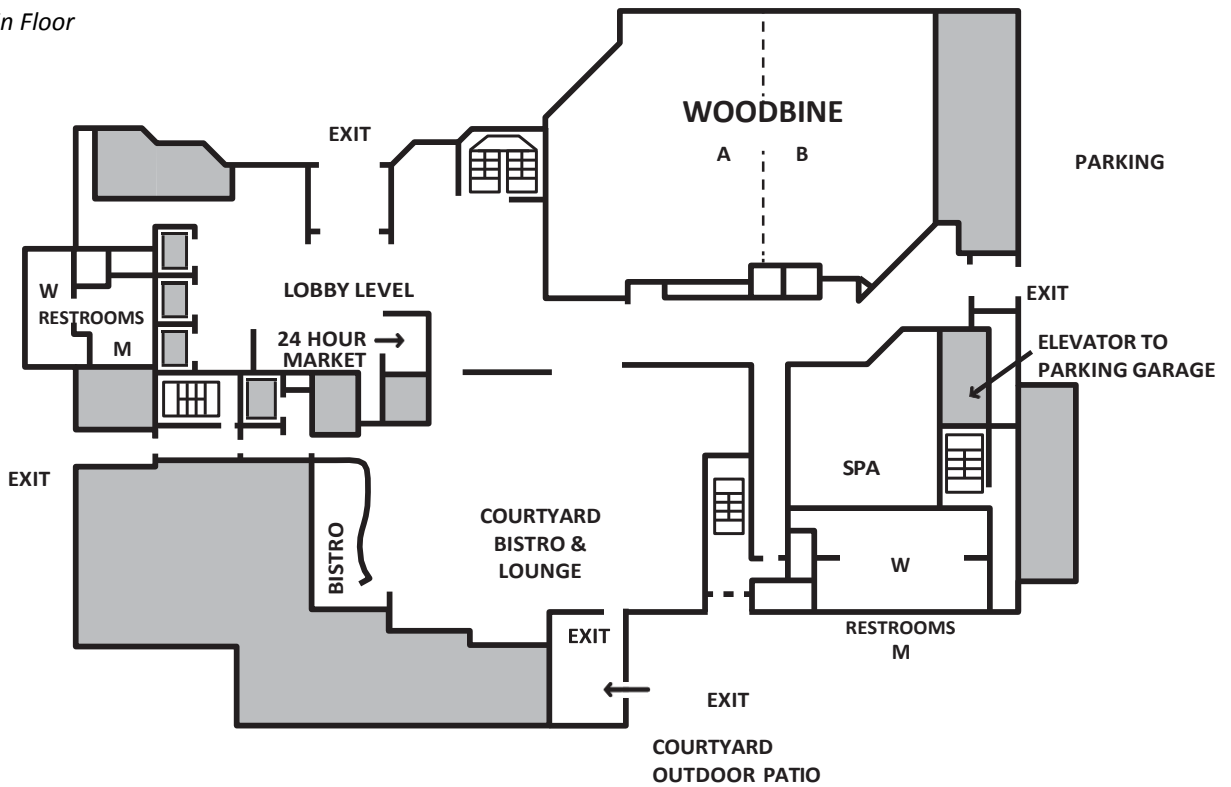 n Floor
EXIT
WOODBINE
A B
PARKING
W
RESTROOMS
M
LOBBY LEVEL
24 HOUR
MARKET
EXIT
ELEVATOR TO
PARKING GARAGE
EXIT
SPA
BISTRO
COURTYARD
BISTRO &
LOUNGE
W
RESTROOMS
M
EXIT
EXIT
COURTYARD
OUTDOOR PATIO